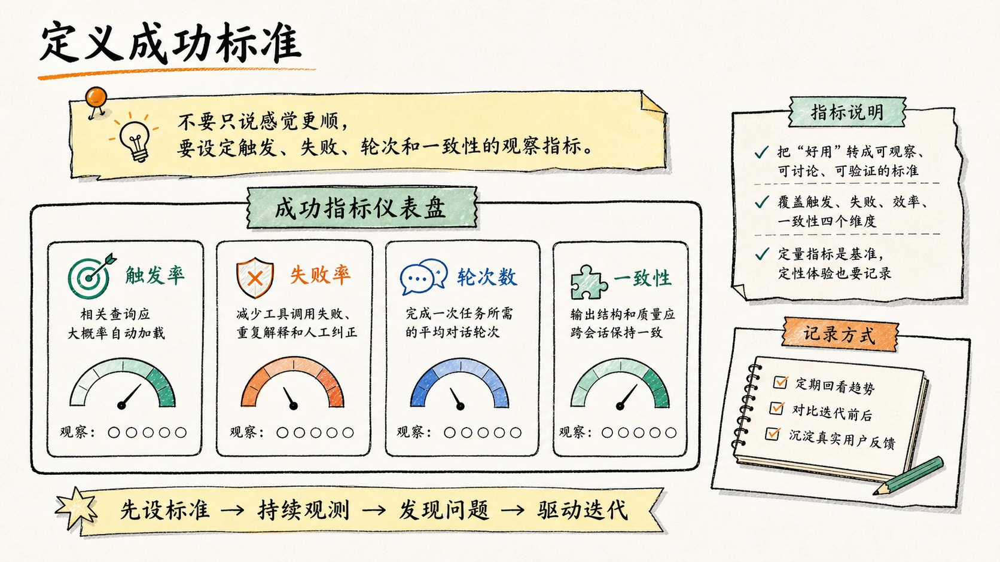 定义成功标准
不要只说感觉更顺，
要设定触发、失败、轮次和一致性的观察指标。
成功指标仪表盘
触发率
相关查询应
大概率自动加载
观察：
失败率
减少工具调用失败、
重复解释和人工纠正
观察：
轮次数
完成一次任务所需
的平均对话轮次
观察：
一致性
输出结构和质量应
跨会话保持一致
观察：
先设标准 → 持续观测 → 发现问题 → 驱动迭代
指标说明
把“好用”转成可观察、
可讨论、可验证的标准
覆盖触发、失败、效率、
一致性四个维度
定量指标是基准，
定性体验也要记录
记录方式
定期回看趋势
对比迭代前后
沉淀真实用户反馈